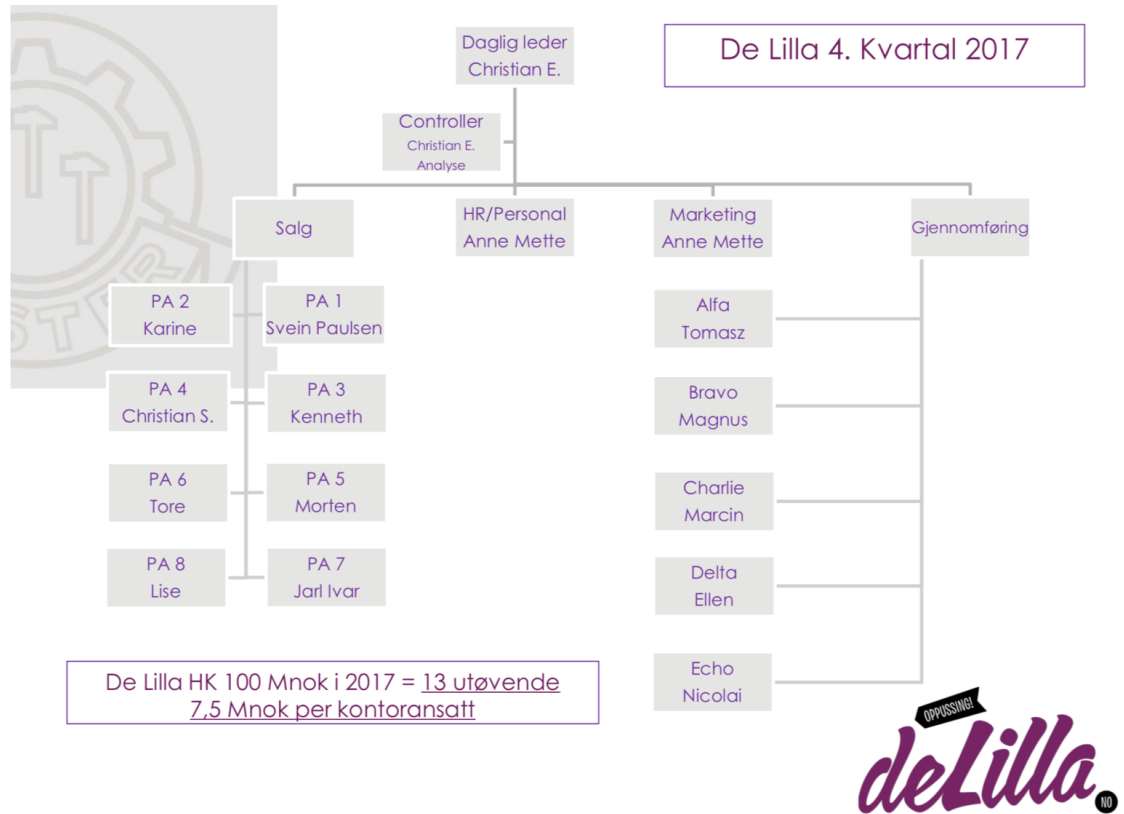 De Lilla 4. Kvartal 2017
Daglig leder
Christian E.
Controller
Christian E.
Analyse
Salg
HR/Personal
Anne Mette
Marketing
Anne Mette
Gjennomføring
PA 2
Karine
PA 1
Svein Paulsen
PA 4
Christian S.
PA 3
Kenneth
PA 6
Tore
PA 5
Morten
PA 8
Lise
PA 7
Jarl Ivar
Alfa
Tomasz
Bravo
Magnus
Charlie
Marcin
Delta
Ellen
Echo
Nicolai
De Lilla HK 100 Mnok i 2017 = 13 utøvende
7,5 Mnok per kontoransatt
OPPUSSING!
deLilla.
NO